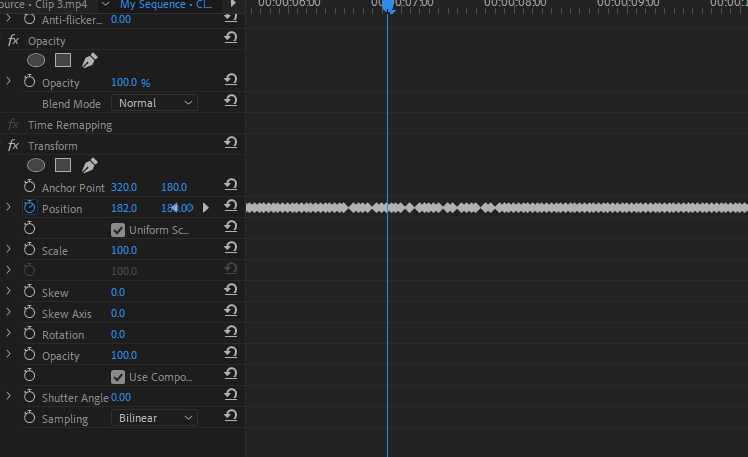 ource • Clip 3.mp4 My Sequence • Cl...
00:00:06:00 00:00:07:00 00:00:08:00 00:00:09:00 00:00:1
Anti-flicker... 0.00
fx Opacity
Opacity 100.0 %
Blend Mode Normal
fx Time Remapping
fx Transform
Anchor Point 320.0 180.0
Position 182.0 180.0
Uniform Sc...
Scale 100.0
100.0
Skew 0.0
Skew Axis 0.0
Rotation 0.0
Opacity 100.0
Use Compo...
Shutter Angle 0.00
Sampling Bilinear